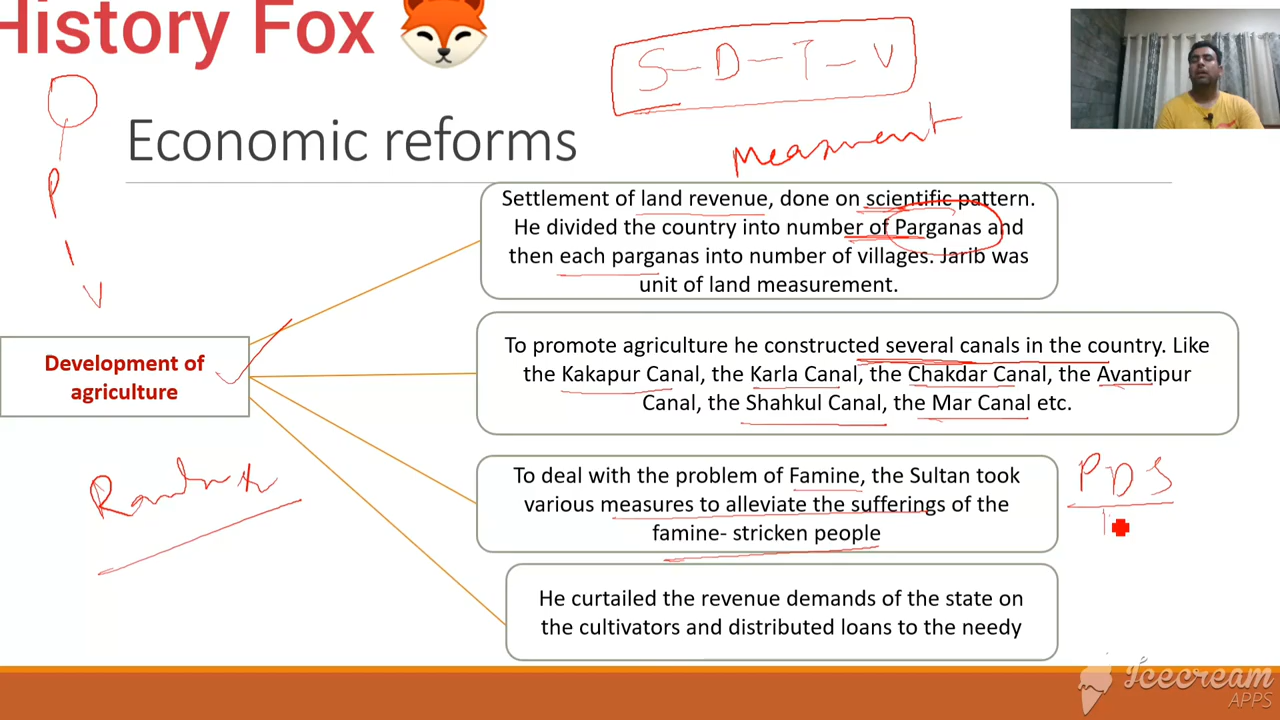 History Fox
S - D - T - V
Economic reforms
Measurment
P
I
V
Settlement of land revenue, done on scientific pattern.
He divided the country into number of Parganas and
then each parganas into number of villages. Jarib was
unit of land measurement.
Development of
agriculture
To promote agriculture he constructed several canals in the country. Like
the Kakapur Canal, the Karla Canal, the Chakdar Canal, the Avantipur
Canal, the Shahkul Canal, the Mar Canal etc.
To deal with the problem of Famine, the Sultan took
various measures to alleviate the sufferings of the
famine- stricken people
PDS
He curtailed the revenue demands of the state on
the cultivators and distributed loans to the needy
Icecream
APPS